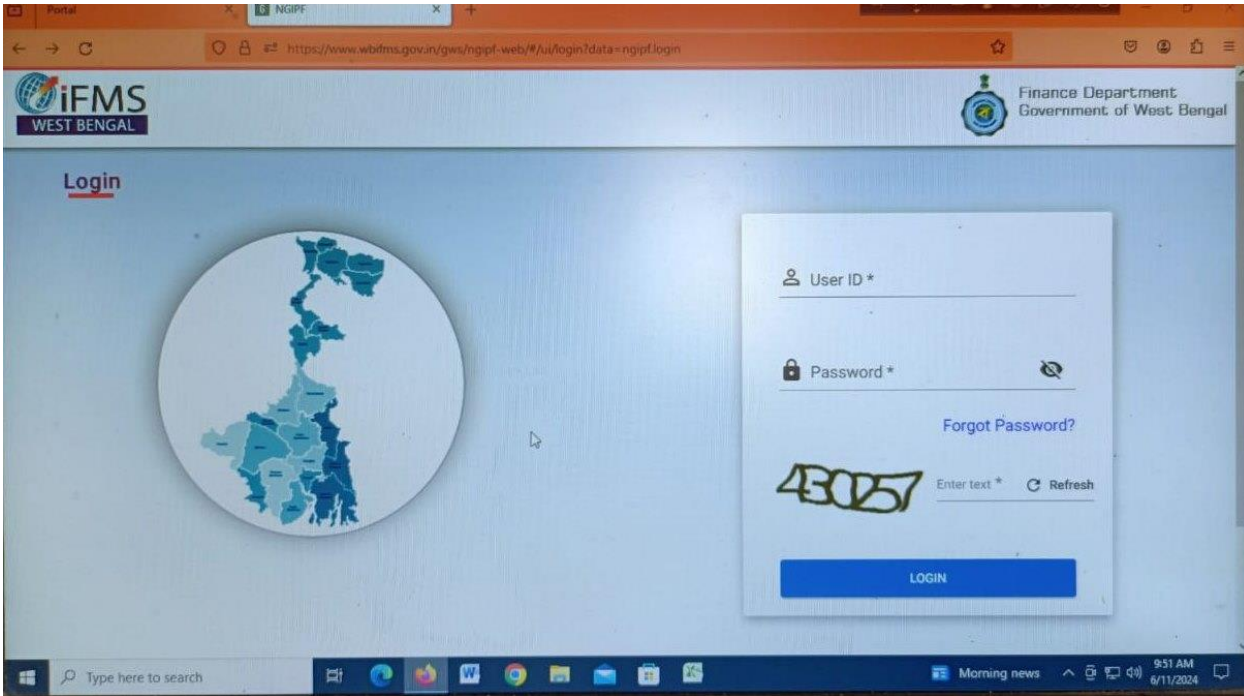 Portal
NGIPF
https://www.wbifms.gov.in/gws/ngipf-web/#/ui/login?data=ngipf.login
iFMS
WEST BENGAL
Finance Department
Government of West Bengal
Login
User ID *
Password *
Forgot Password?
430257 Enter text * Refresh
LOGIN
Type here to search
Morning news
9:51 AM
6/11/2024